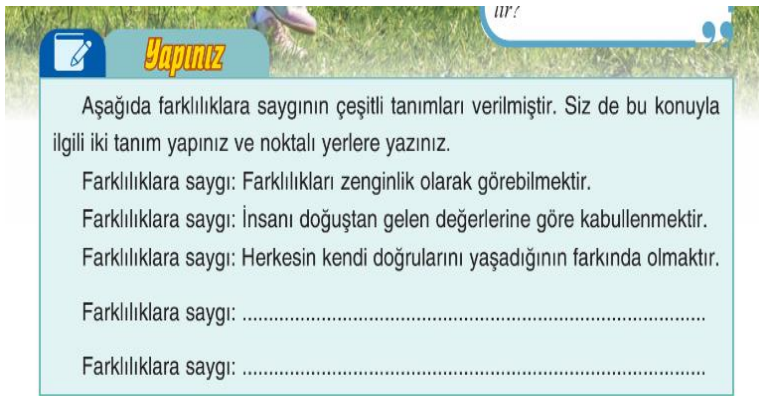 Yapınız
Aşağıda farklılıklara saygının çeşitli tanımları verilmiştir. Siz de bu konuyla
ilgili iki tanım yapınız ve noktalı yerlere yazınız.
Farklılıklara saygı: Farklılıkları zenginlik olarak görebilmektir.
Farklılıklara saygı: İnsanı doğuştan gelen değerlerine göre kabullenmektir.
Farklılıklara saygı: Herkesin kendi doğrularını yaşadığının farkında olmaktır.
Farklılıklara saygı: ........................................................................................
Farklılıklara saygı: ........................................................................................